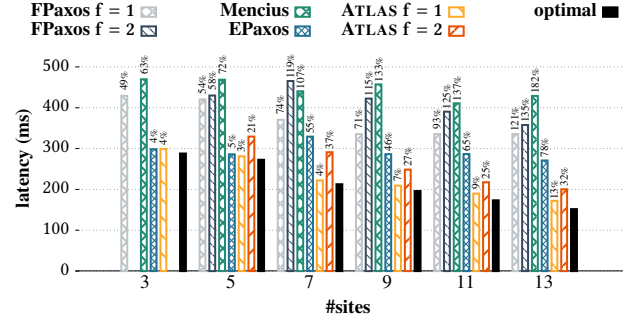 FPaxos f = 1 Mencius ATLAS f = 1 optimal
FPaxos f = 2 EPaxos ATLAS f = 2
latency (ms)
500
400
300
200
100
0
49% 63% 4% 4%
54% 58% 72% 5% 3% 21%
74% 119% 107% 55% 4% 37%
71% 115% 133% 46% 7% 27%
93% 125% 137% 65% 9% 25%
121% 135% 182% 78% 13% 32%
3 5 7 9 11 13
#sites